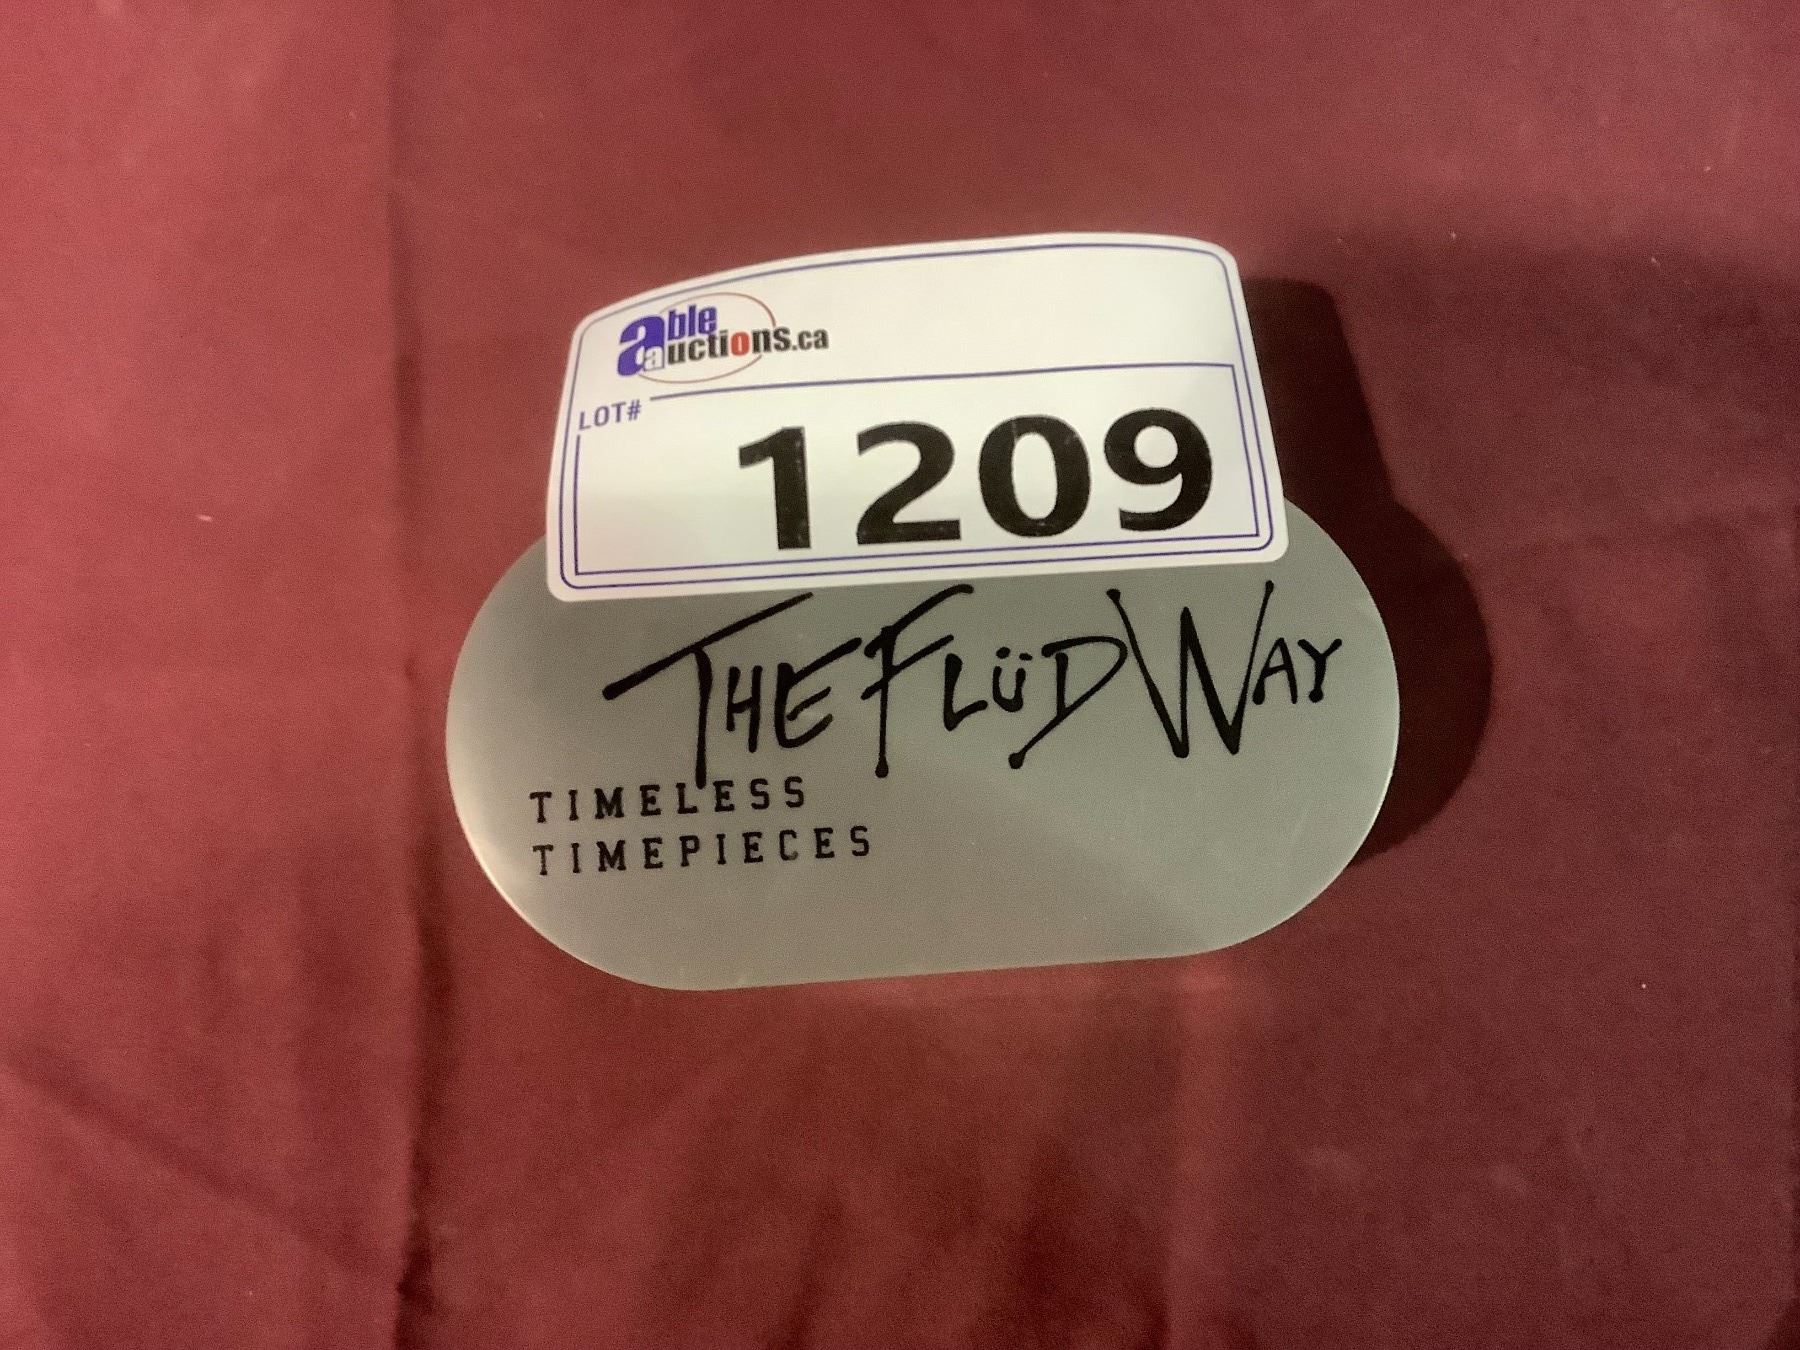 able
auctions.ca
LOT#
1209
THE FLÜD WAY
TIMELESS
TIMEPIECES